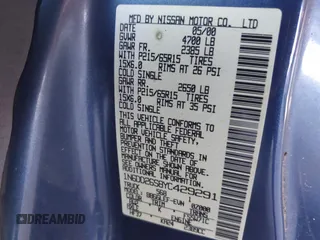 MFD BY NISSAN MOTOR CO. LTD
DATE 05/00
GVWR 4700 LB
GAWR FR. 2385 LB
WITH P215/65R15 TIRES
15X6.0 RIMS AT 26 PSI
COLD SINGLE
GAWR RR. 2650 LB
WITH P215/65R15 TIRES
15X6.0 RIMS AT 35 PSI
COLD SINGLE
THIS VEHICLE CONFORMS TO
ALL APPLICABLE FEDERAL
MOTOR VEHICLE SAFETY
AND BUMPER STANDARDS IN
EFFECT ON THE DATE OF
MANUFACTURE SHOWN ABOVE
TRUCK
DREAMBID